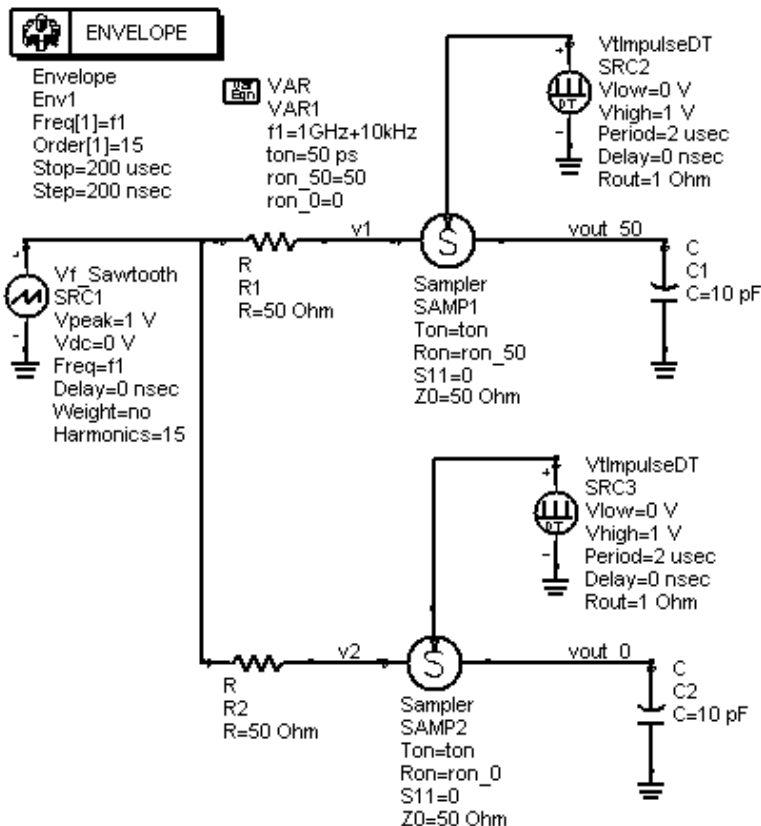 ENVELOPE
Envelope
Env1
Freq[1]=f1
Order[1]=15
Stop=200 usec
Step=200 nsec
Var
Eqn
VAR
VAR1
f1=1GHz+10kHz
ton=50 ps
ron_50=50
ron_0=0
VtImpulseDT
SRC2
Vlow=0 V
Vhigh=1 V
Period=2 usec
Delay=0 nsec
Rout=1 Ohm
DT
Vf_Sawtooth
SRC1
Vpeak=1 V
Vdc=0 V
Freq=f1
Delay=0 nsec
Weight=no
Harmonics=15
R
R1
R=50 Ohm
v1
S
Sampler
SAMP1
Ton=ton
Ron=ron_50
S11=0
Z0=50 Ohm
vout_50
C
C1
C=10 pF
VtImpulseDT
SRC3
Vlow=0 V
Vhigh=1 V
Period=2 usec
Delay=0 nsec
Rout=1 Ohm
DT
R
R2
R=50 Ohm
v2
S
Sampler
SAMP2
Ton=ton
Ron=ron_0
S11=0
Z0=50 Ohm
vout_0
C
C2
C=10 pF